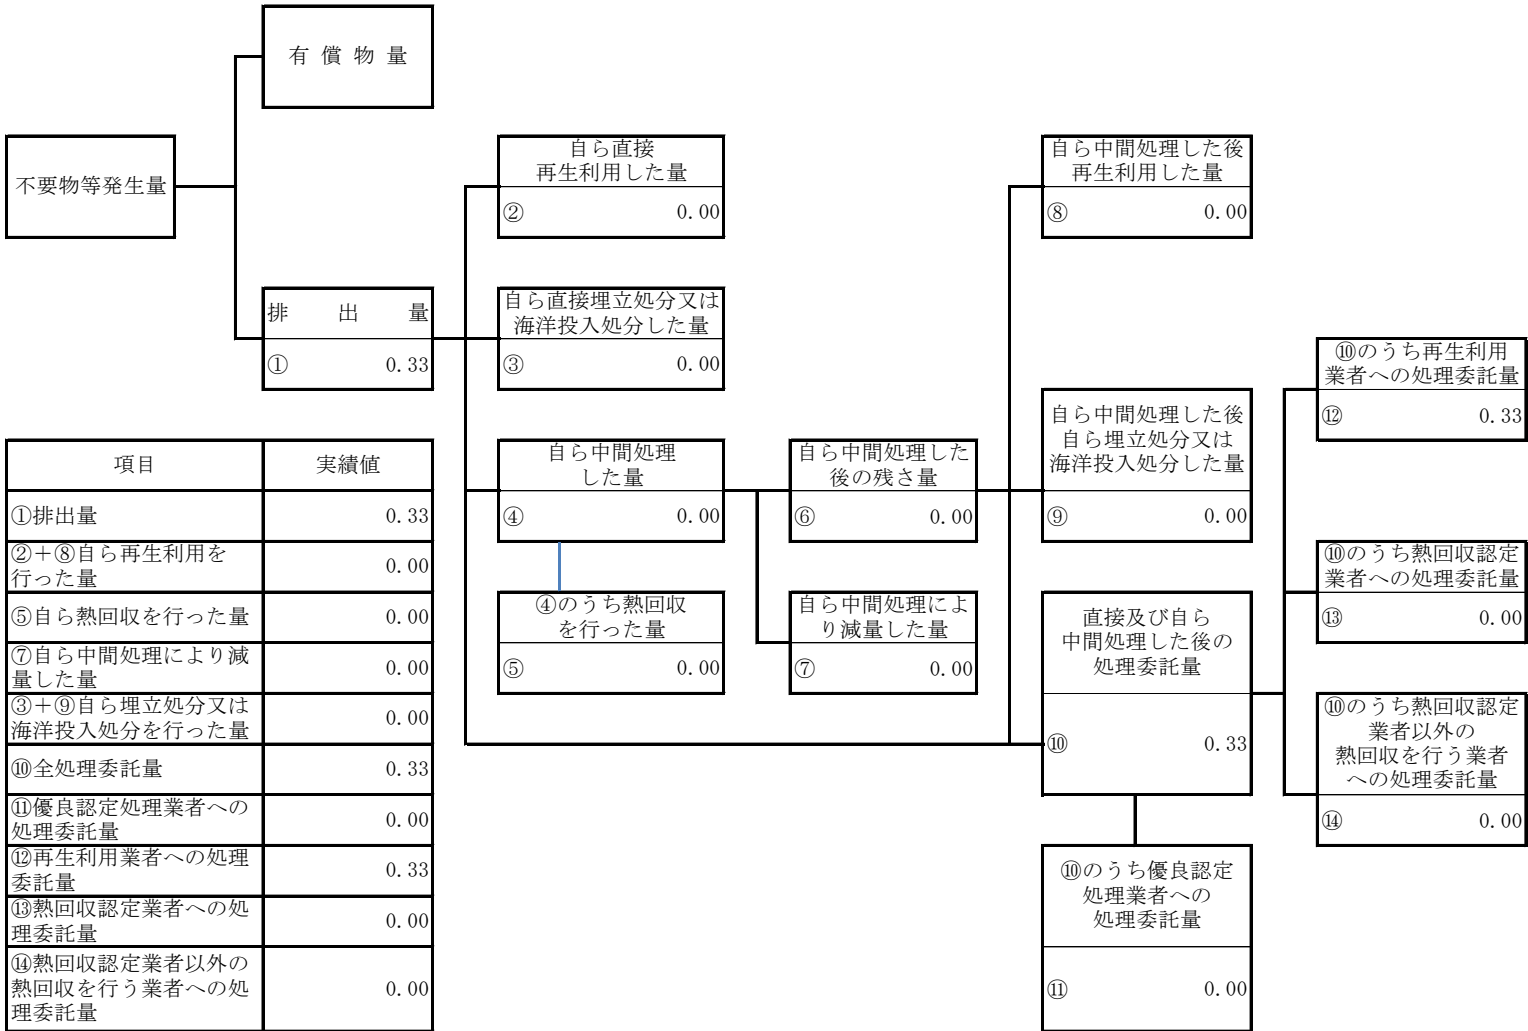 有 償 物 量
不要物等発生量
自ら直接
再生利用した量
② 0.00
自ら中間処理した後
再生利用した量
⑧ 0.00
排 出 量
① 0.33
自ら直接埋立処分又は
海洋投入処分した量
③ 0.00
⑩のうち再生利用
業者への処理委託量
⑫ 0.33
自ら中間処理した後
自ら埋立処分又は
海洋投入処分した量
⑨ 0.00
自ら中間処理
した量
④ 0.00
自ら中間処理した
後の残さ量
⑥ 0.00
⑩のうち熱回収認定
業者への処理委託量
⑬ 0.00
④のうち熱回収
を行った量
⑤ 0.00
自ら中間処理によ
り減量した量
⑦ 0.00
直接及び自ら
中間処理した後の
処理委託量
⑩ 0.33
⑩のうち熱回収認定
業者以外の
熱回収を行う業者
への処理委託量
⑭ 0.00
⑩のうち優良認定
処理業者への
処理委託量
⑪ 0.00
項目 実績値
①排出量 0.33
②+⑧自ら再生利用を
行った量 0.00
⑤自ら熱回収を行った量 0.00
⑦自ら中間処理により減
量した量 0.00
③+⑨自ら埋立処分又は
海洋投入処分を行った量 0.00
⑩全処理委託量 0.33
⑪優良認定処理業者への
処理委託量 0.00
⑫再生利用業者への処理
委託量 0.33
⑬熱回収認定業者への処
理委託量 0.00
⑭熱回収認定業者以外の
熱回収を行う業者への処 0.00
理委託量